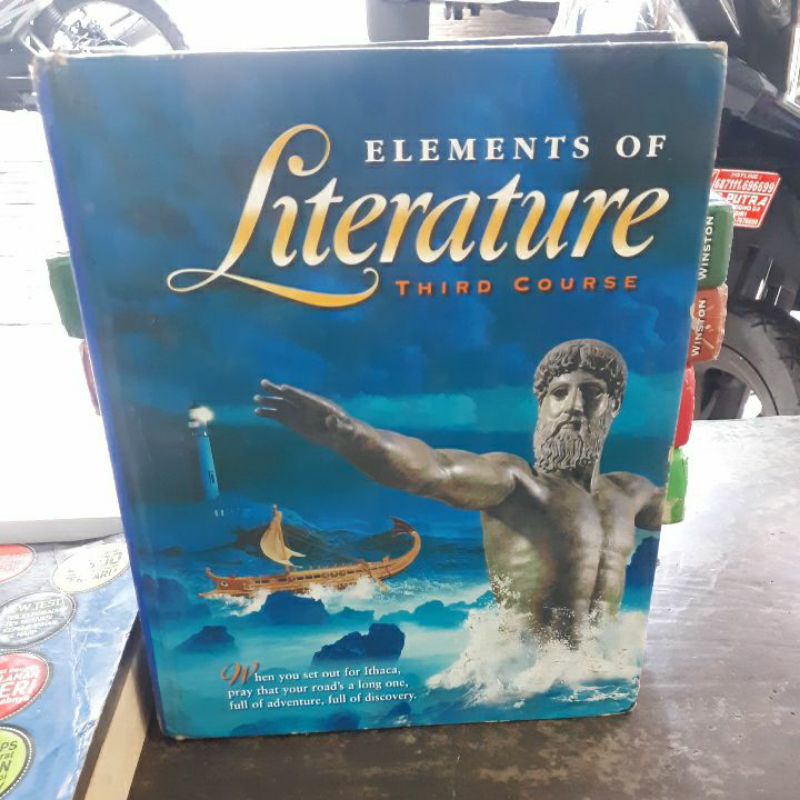 ELEMENTS OF
Literature
THIRD COURSE
HOTLINE
PUTRA
WINSTON
WINSTON
When you set out for Ithaca,
pray that your road's a long one,
full of adventure, full of discovery.